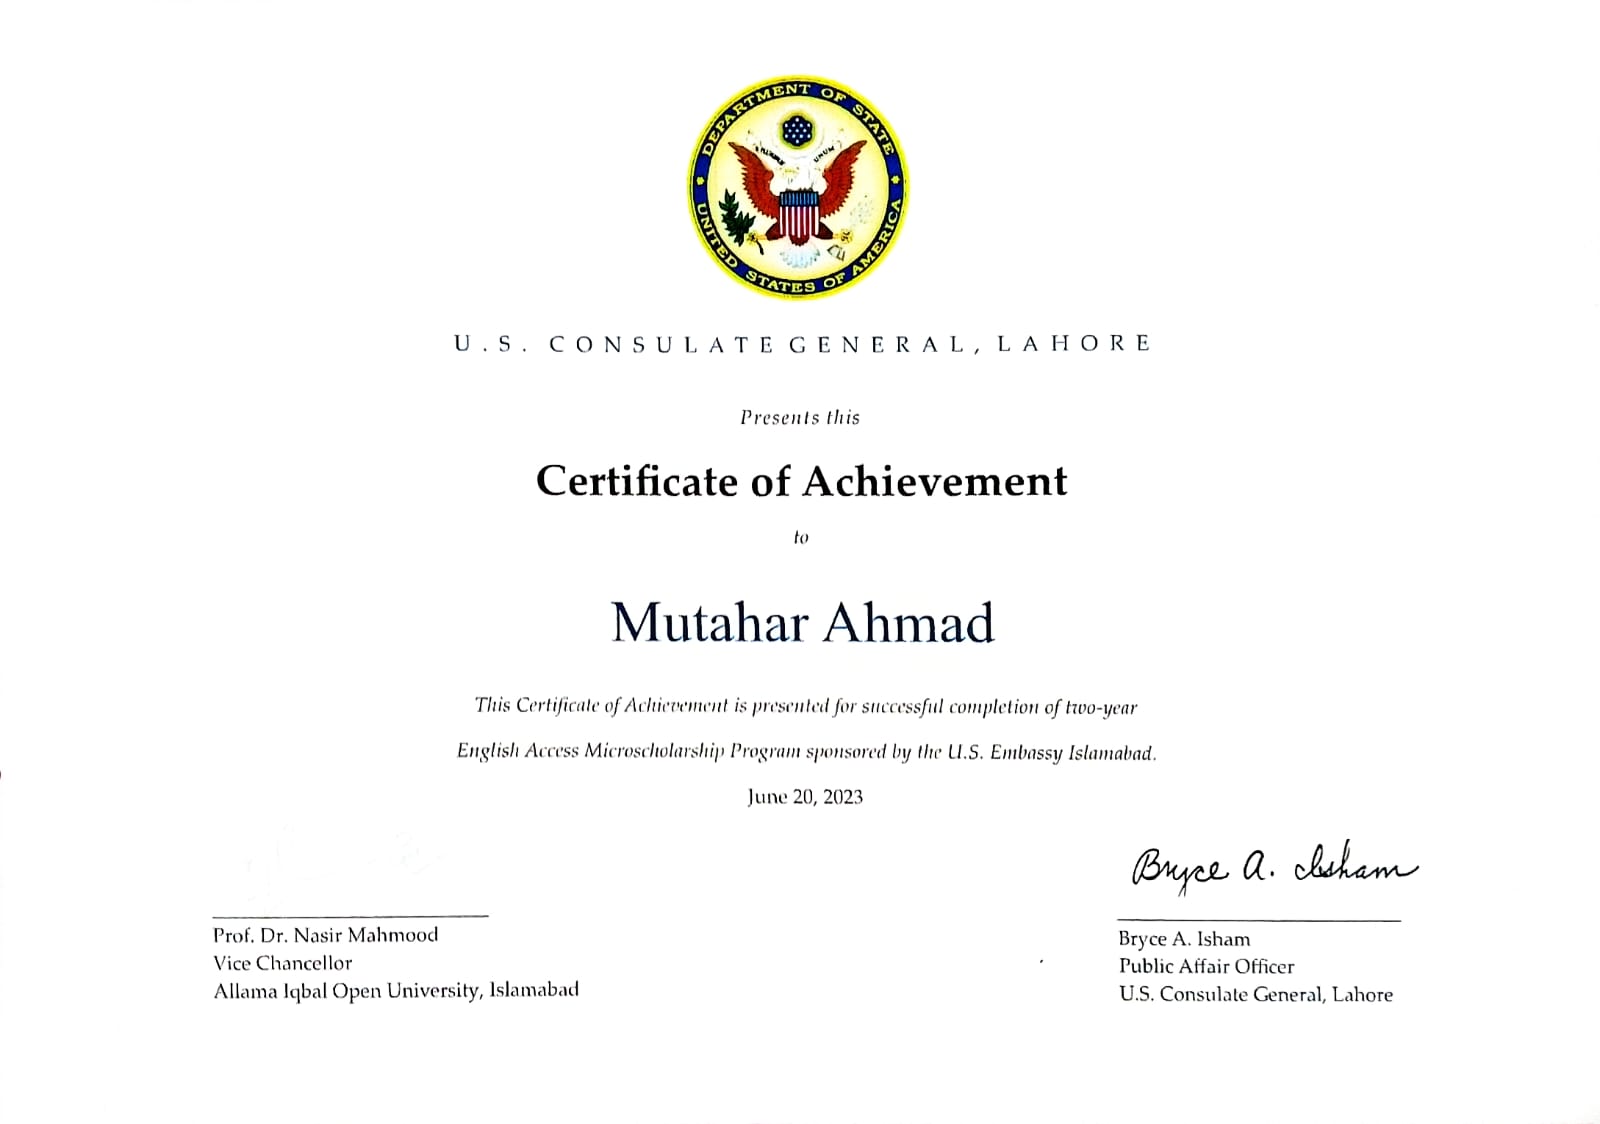 DEPARTMENT OF STATE
UNITED STATES OF AMERICA
UNUM
U.S. CONSULATE GENERAL, LAHORE
Presents this
Certificate of Achievement
to
Mutahar Ahmad
This Certificate of Achievement is presented for successful completion of two-year
English Access Microscholarship Program sponsored by the U.S. Embassy Islamabad.
June 20, 2023
Bryce A. Isham
Prof. Dr. Nasir Mahmood
Vice Chancellor
Allama Iqbal Open University, Islamabad
Bryce A. Isham
Public Affair Officer
U.S. Consulate General, Lahore